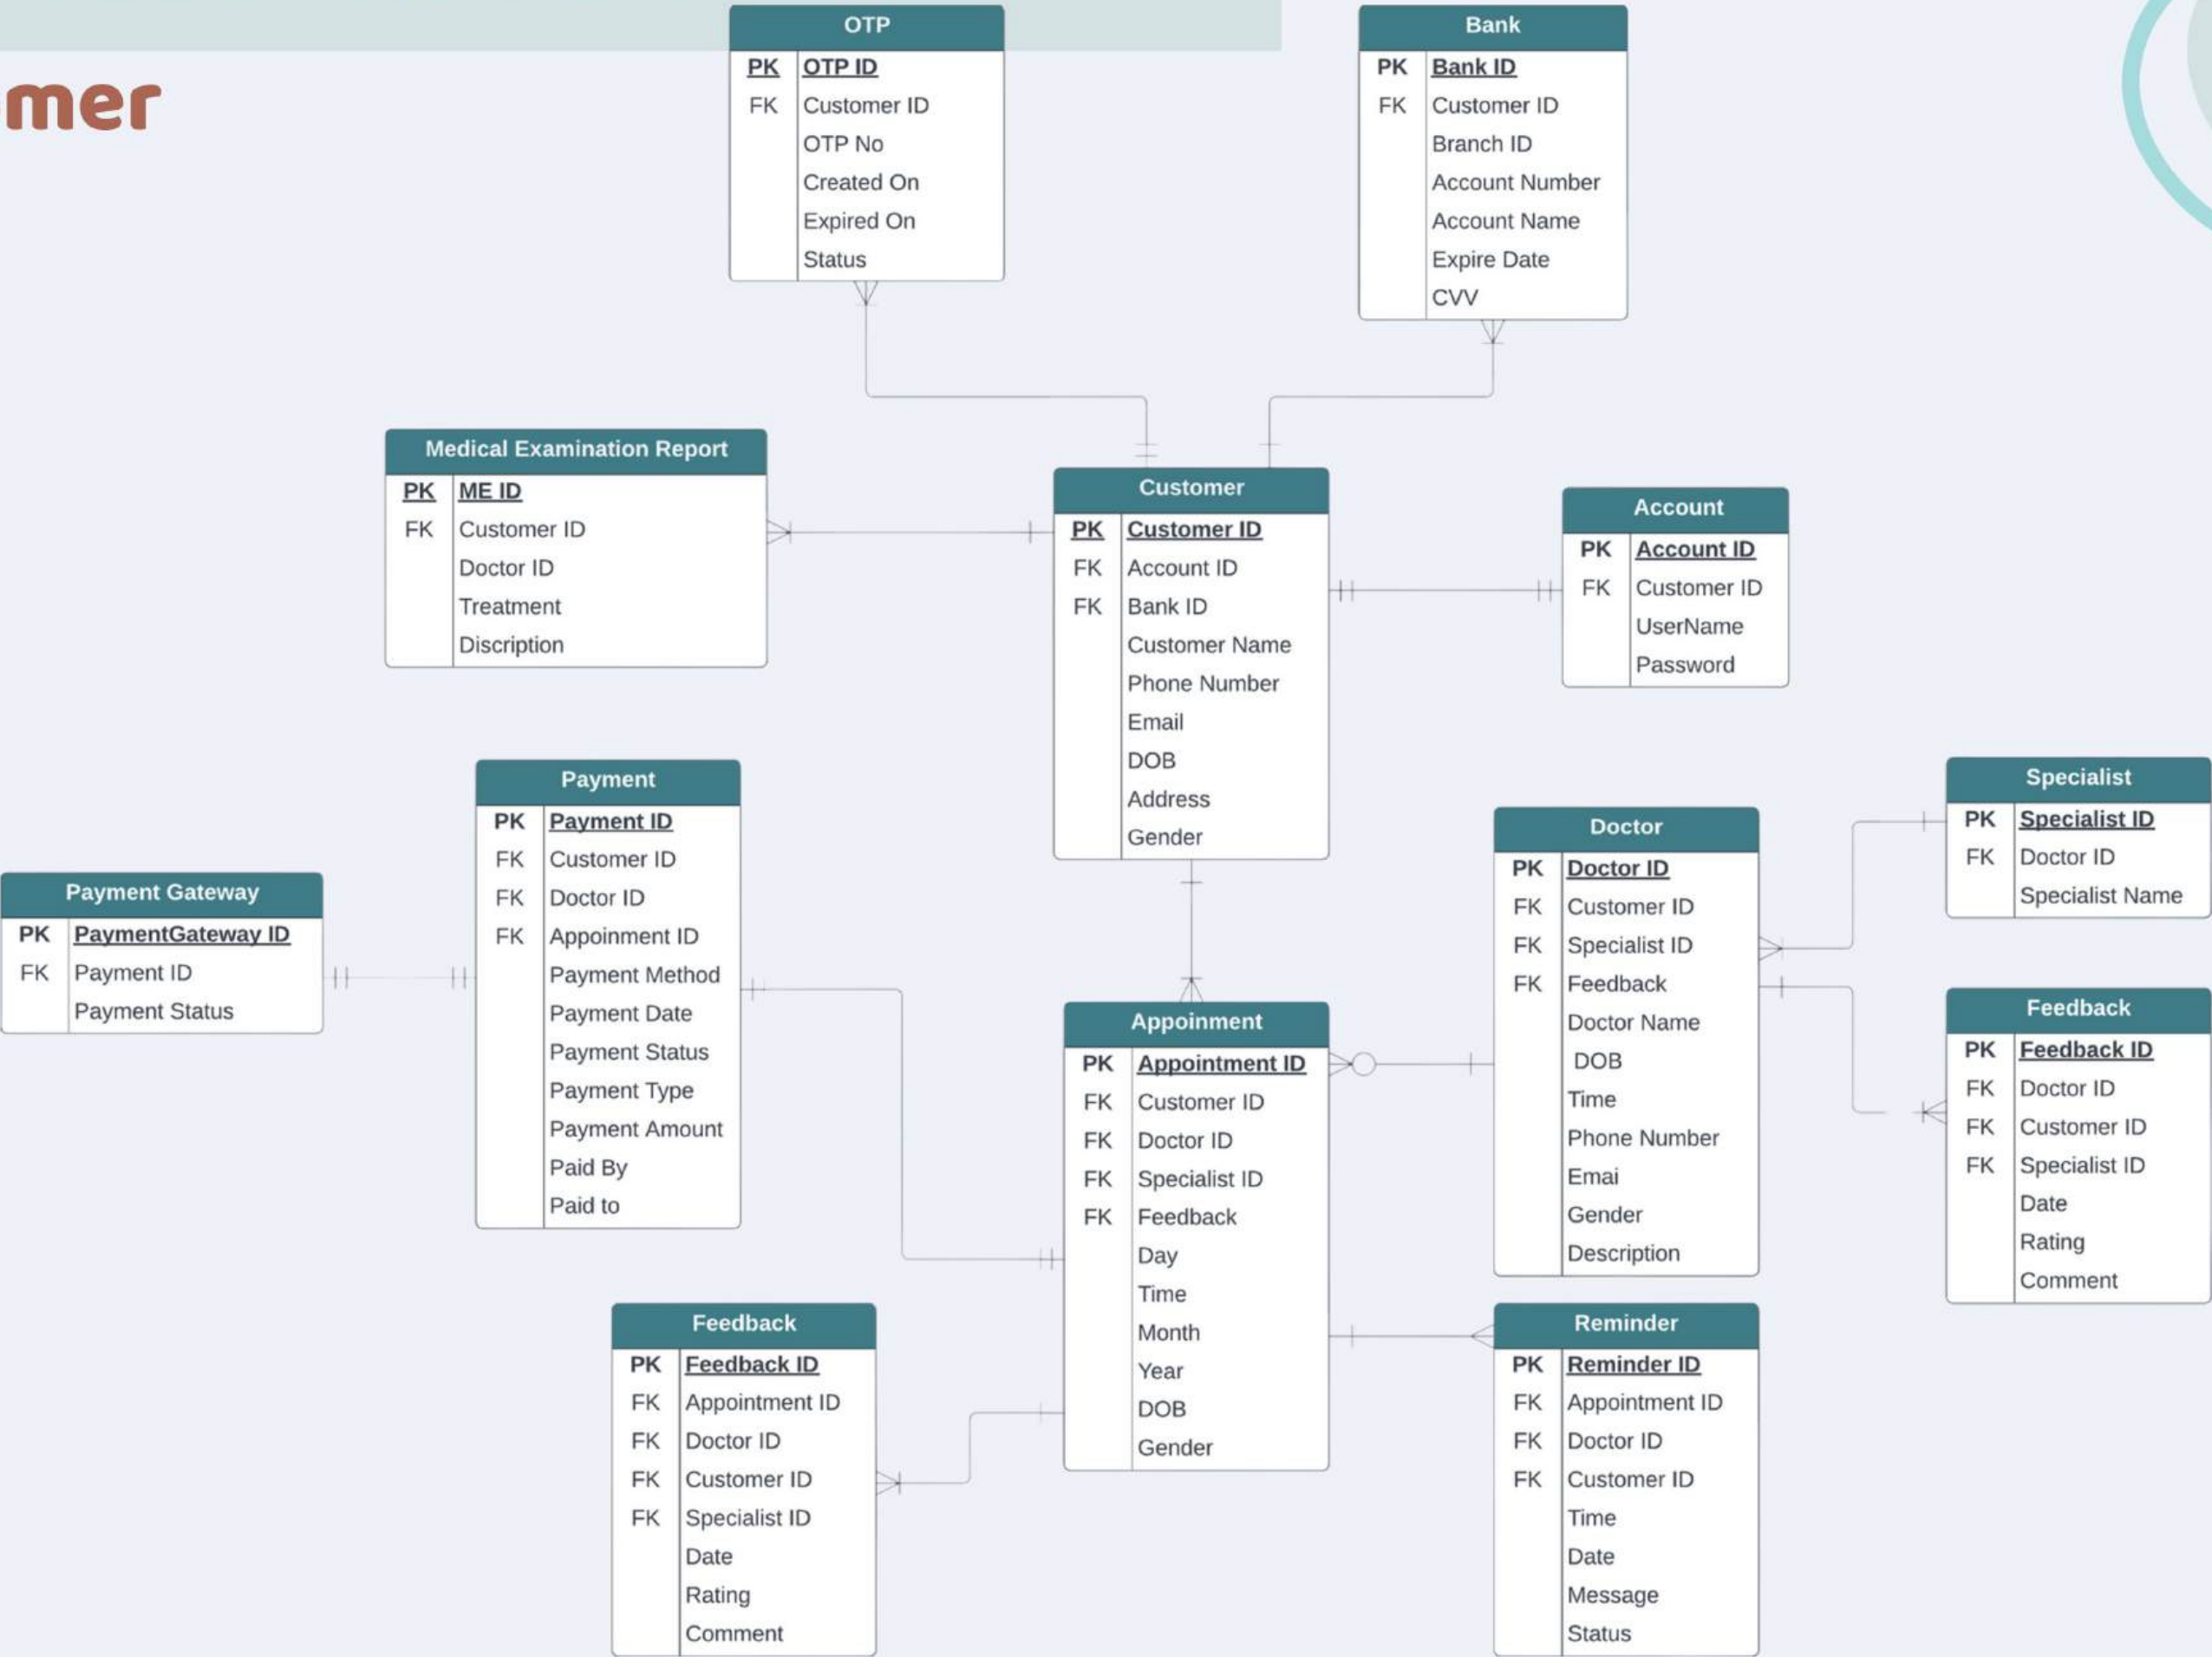 mer
OTP
PK OTP ID
FK Customer ID
OTP No
Created On
Expired On
Status
Bank
PK Bank ID
FK Customer ID
Branch ID
Account Number
Account Name
Expire Date
CVV
Medical Examination Report
PK ME ID
FK Customer ID
Doctor ID
Treatment
Discription
Customer
PK Customer ID
FK Account ID
FK Bank ID
Customer Name
Phone Number
Email
DOB
Address
Gender
Account
PK Account ID
FK Customer ID
UserName
Password
Payment Gateway
PK PaymentGateway ID
FK Payment ID
Payment Status
Payment
PK Payment ID
FK Customer ID
FK Doctor ID
FK Appoinment ID
Payment Method
Payment Date
Payment Status
Payment Type
Payment Amount
Paid By
Paid to
Doctor
PK Doctor ID
FK Customer ID
FK Specialist ID
FK Feedback
Doctor Name
DOB
Time
Phone Number
Emai
Gender
Description
Specialist
PK Specialist ID
FK Doctor ID
Specialist Name
Feedback
PK Feedback ID
FK Doctor ID
FK Customer ID
FK Specialist ID
Date
Rating
Comment
Appoinment
PK Appointment ID
FK Customer ID
FK Doctor ID
FK Specialist ID
FK Feedback
Day
Time
Month
Year
DOB
Gender
Feedback
PK Feedback ID
FK Appointment ID
FK Doctor ID
FK Customer ID
FK Specialist ID
Date
Rating
Comment
Reminder
PK Reminder ID
FK Appointment ID
FK Doctor ID
FK Customer ID
Time
Date
Message
Status